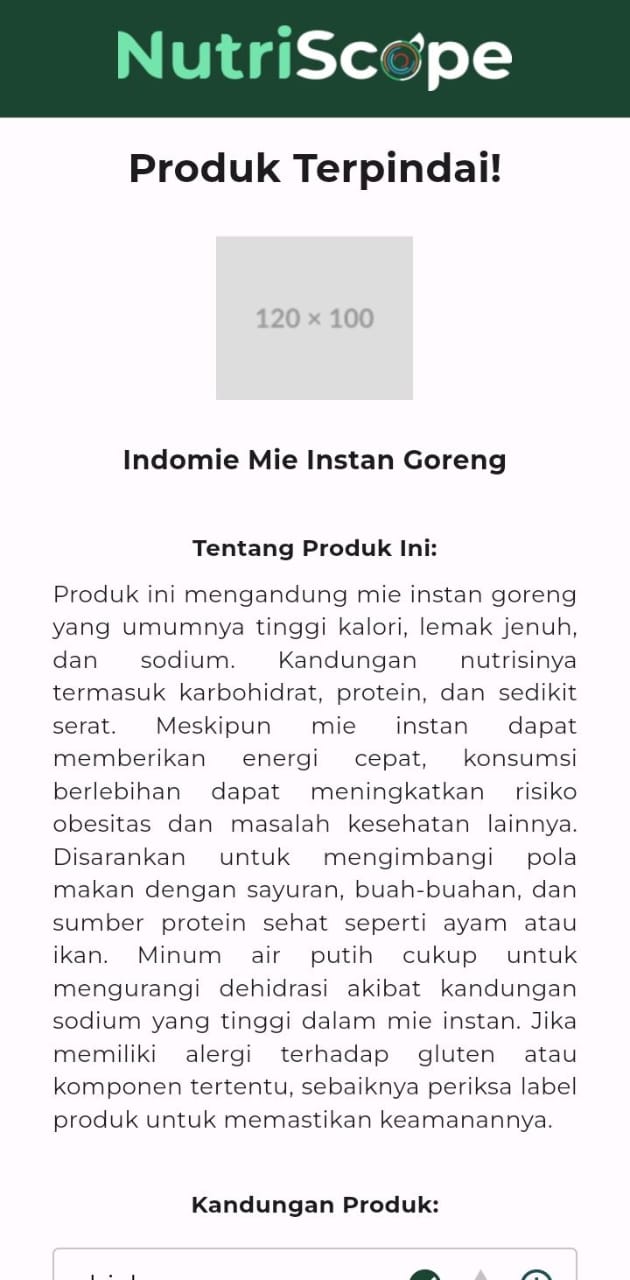 NutriScope
Produk Terpindai!
120 × 100
Indomie Mie Instan Goreng
Tentang Produk Ini:
Produk ini mengandung mie instan goreng
yang umumnya tinggi kalori, lemak jenuh,
dan sodium. Kandungan nutrisinya
termasuk karbohidrat, protein, dan sedikit
serat. Meskipun mie instan dapat
memberikan energi cepat, konsumsi
berlebihan dapat meningkatkan risiko
obesitas dan masalah kesehatan lainnya.
Disarankan untuk mengimbangi pola
makan dengan sayuran, buah-buahan, dan
sumber protein sehat seperti ayam atau
ikan. Minum air putih cukup untuk
mengurangi dehidrasi akibat kandungan
sodium yang tinggi dalam mie instan. Jika
memiliki alergi terhadap gluten atau
komponen tertentu, sebaiknya periksa label
produk untuk memastikan keamanannya.
Kandungan Produk: